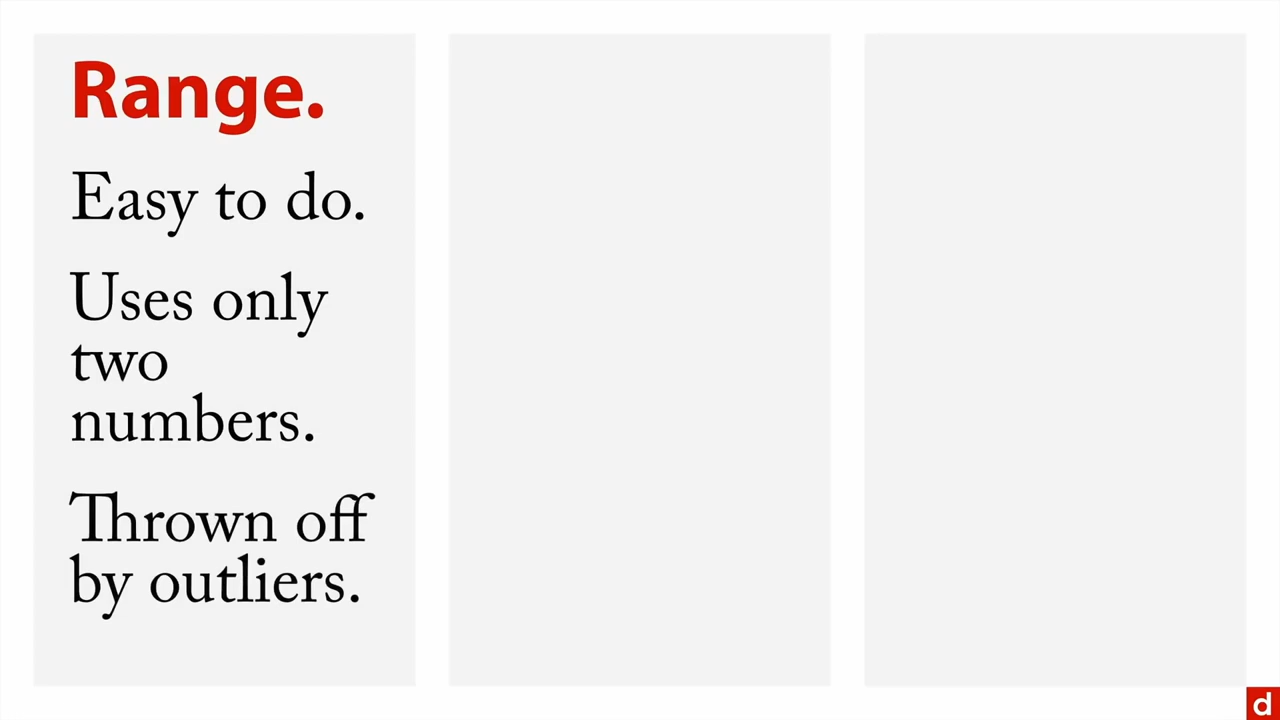 Range.
Easy to do.
Uses only
two
numbers.
Thrown off
by outliers.
d